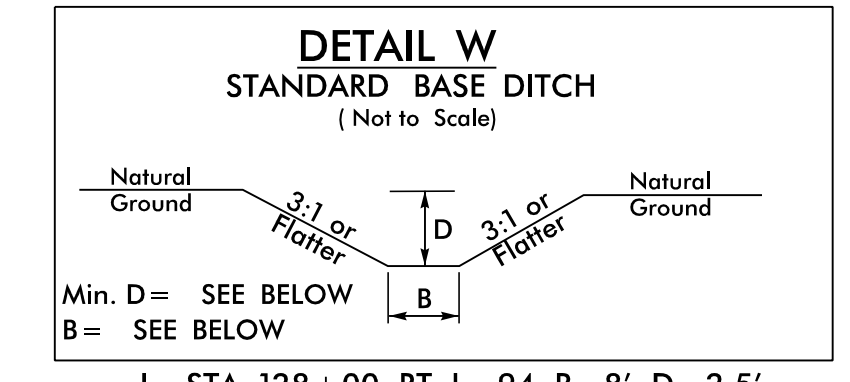 DETAIL W
STANDARD BASE DITCH
( Not to Scale)
Natural
Ground
3:1 or
Flatter
D
3:1 or
Flatter
Natural
Ground
Min. D= SEE BELOW
B= SEE BELOW
B